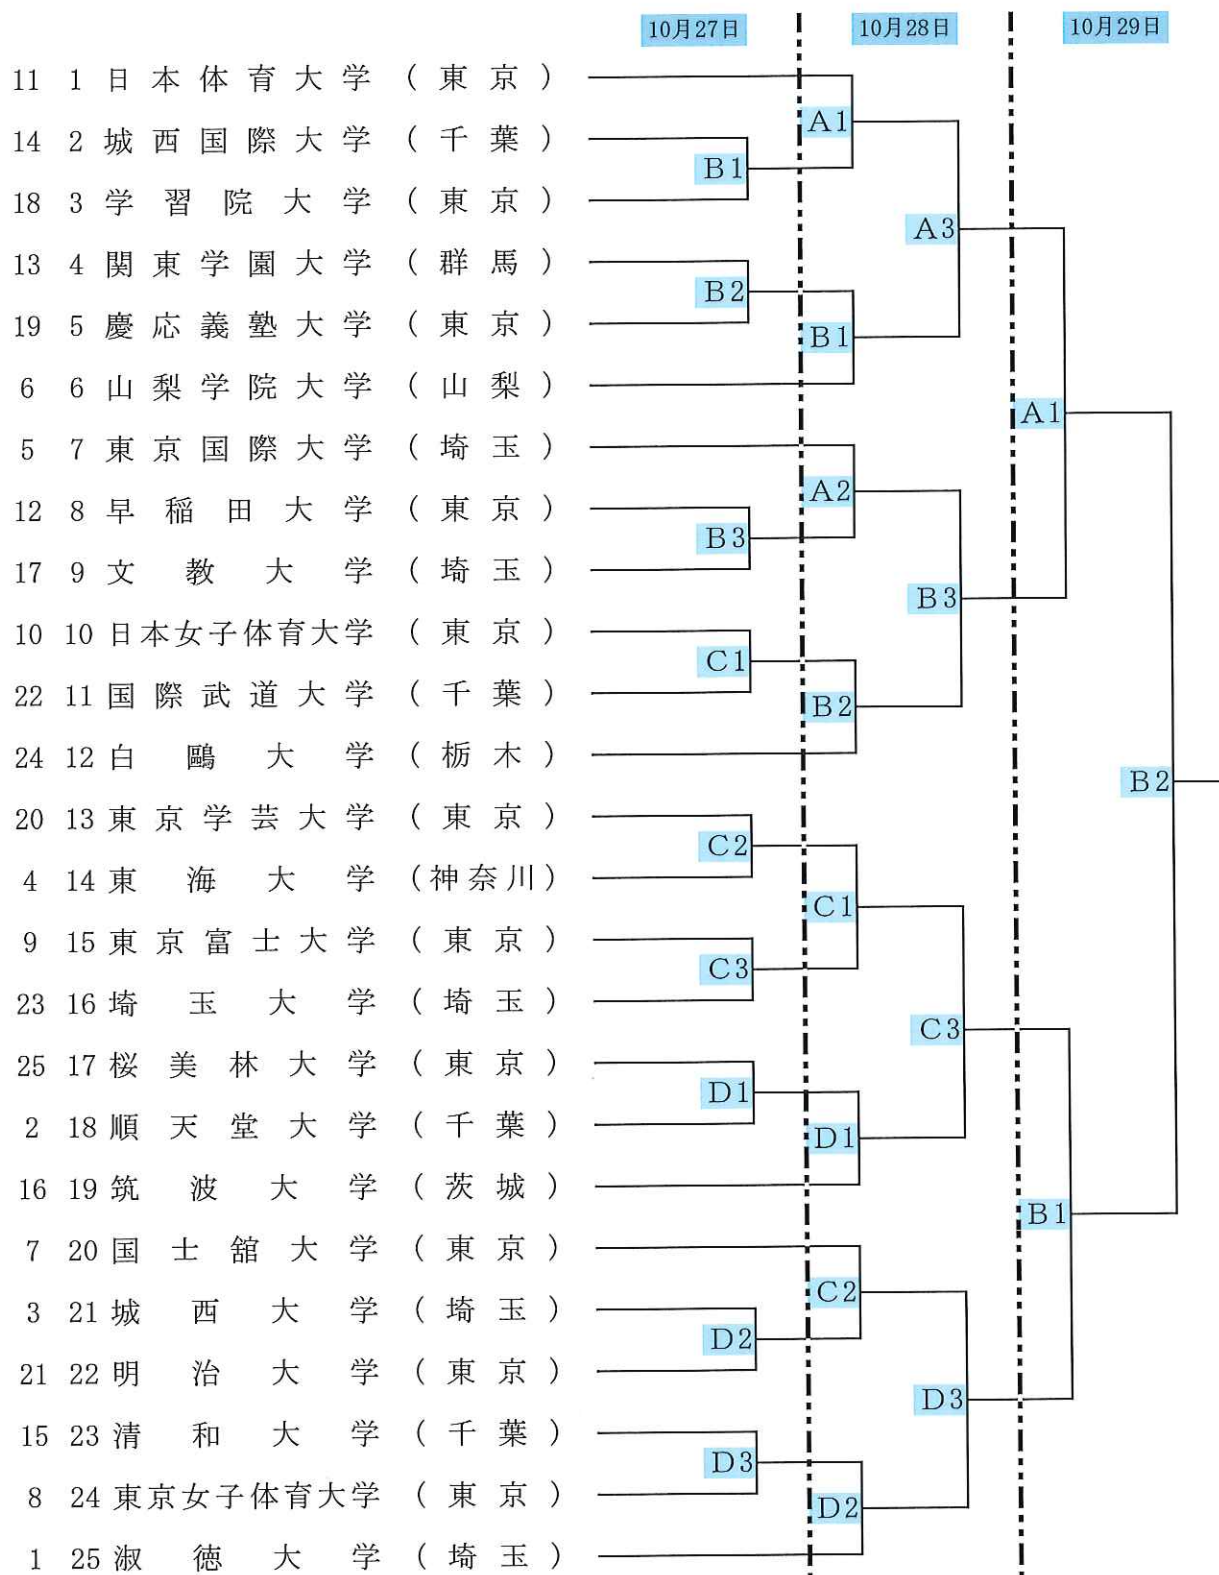 10月27日 10月28日 10月29日
11 1 日本体育大学 (東京)
A1
14 2 城西国際大学 (千葉)
B1
18 3 学習院大学 (東京)
A3
13 4 関東学園大学 (群馬)
B2
19 5 慶応義塾大学 (東京)
B1
6 6 山梨学院大学 (山梨)
A1
5 7 東京国際大学 (埼玉)
A2
12 8 早稲田大学 (東京)
B3
17 9 文教大学 (埼玉)
B3
10 10 日本女子体育大学 (東京)
C1
22 11 国際武道大学 (千葉)
B2
24 12 白鷗大学 (栃木)
B2
20 13 東京学芸大学 (東京)
C2
4 14 東海大学 (神奈川)
C1
9 15 東京富士大学 (東京)
C3
23 16 埼玉大学 (埼玉)
C3
25 17 桜美林大学 (東京)
D1
2 18 順天堂大学 (千葉)
D1
16 19 筑波大学 (茨城)
B1
7 20 国士舘大学 (東京)
C2
3 21 城西大学 (埼玉)
D2
21 22 明治大学 (東京)
D3
15 23 清和大学 (千葉)
D3
8 24 東京女子体育大学 (東京)
D2
1 25 淑徳大学 (埼玉)